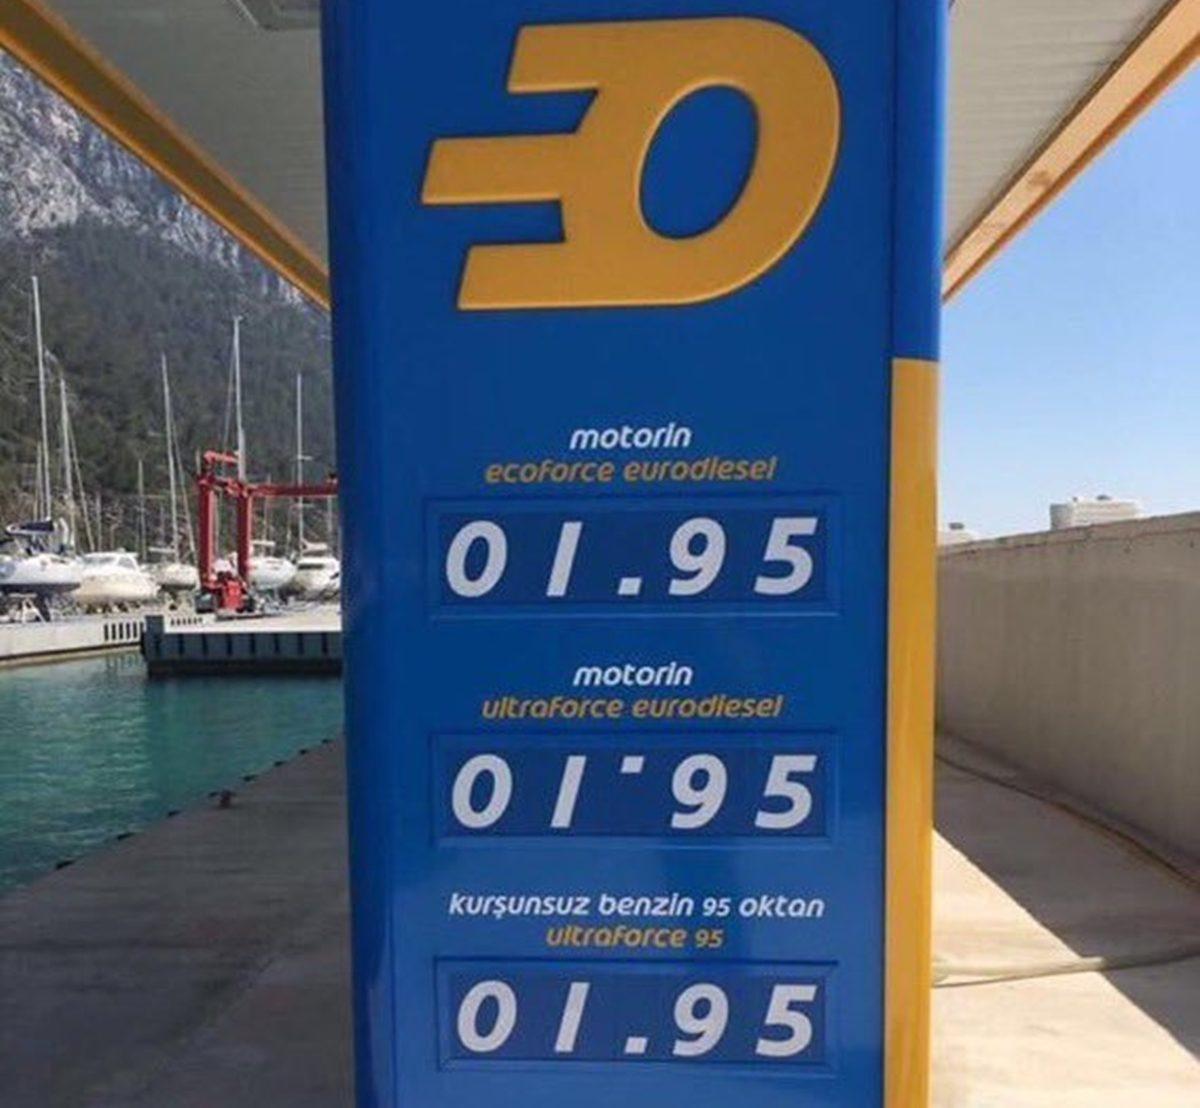 motorin
ecoforce eurodiesel
01.95
motorin
ultraforce eurodiesel
01˙95
kurşunsuz benzin 95 oktan
ultraforce 95
01.95